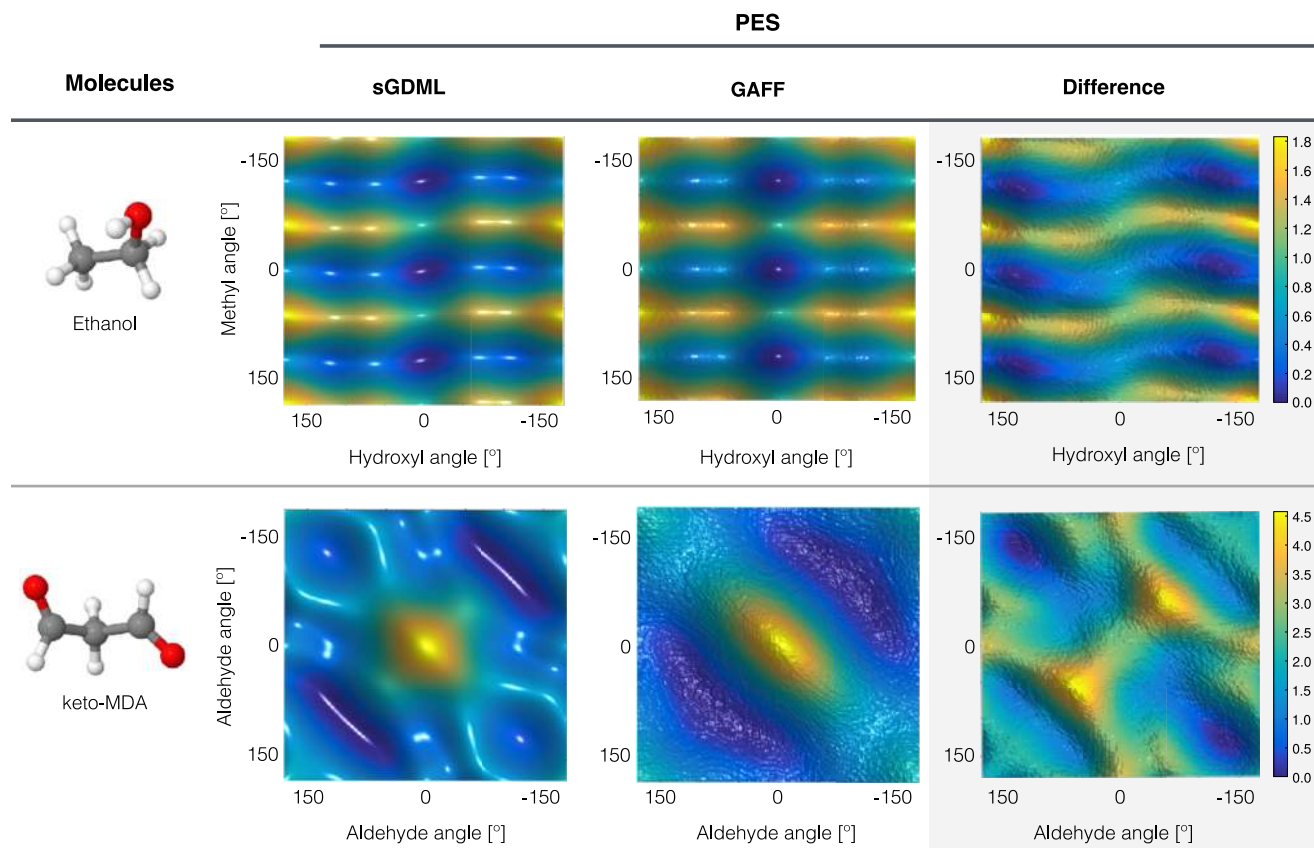 PES
Molecules
sGDML
GAFF
Difference
Methyl angle [°]
-150
0
150
150 0 -150
Hydroxyl angle [°]
-150
0
150
150 0 -150
Hydroxyl angle [°]
-150
0
150
150 0 -150
Hydroxyl angle [°]
1.8
1.6
1.4
1.2
1.0
0.8
0.6
0.4
0.2
0.0
Ethanol
Aldehyde angle [°]
-150
0
150
150 0 -150
Aldehyde angle [°]
-150
0
150
150 0 -150
Aldehyde angle [°]
-150
0
150
150 0 -150
Aldehyde angle [°]
4.5
4.0
3.5
3.0
2.5
2.0
1.5
1.0
0.5
0.0
keto-MDA